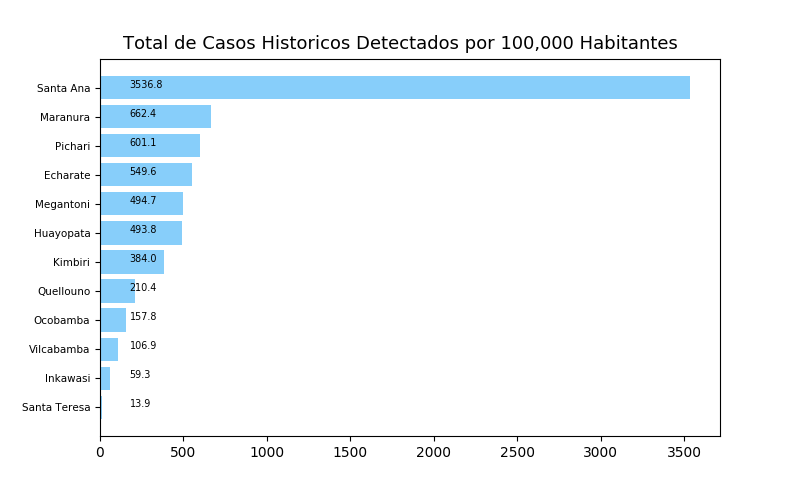 Total de Casos Historicos Detectados por 100,000 Habitantes
Santa Ana 3536.8
Maranura 662.4
Pichari 601.1
Echarate 549.6
Megantoni 494.7
Huayopata 493.8
Kimbiri 384.0
Quellouno 210.4
Ocobamba 157.8
Vilcabamba 106.9
Inkawasi 59.3
Santa Teresa 13.9
0 500 1000 1500 2000 2500 3000 3500